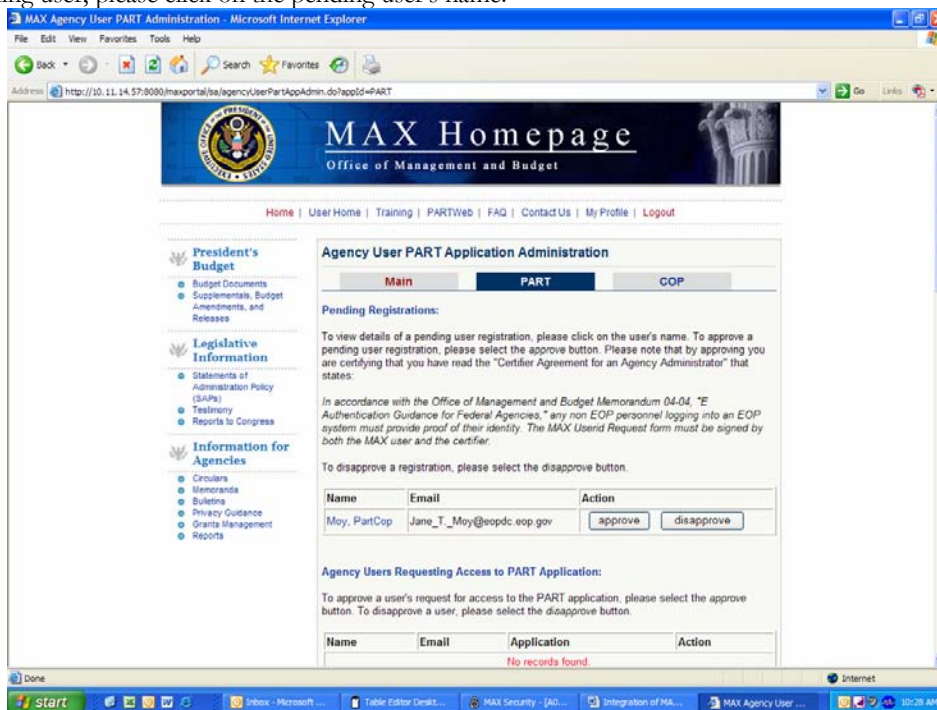 ing user, please click on the pending user's name.
MAX Agency User PART Administration - Microsoft Internet Explorer
File Edit View Favorites Tools Help
Back Search Favorites
Address http://10.11.14.57:8080/maxportal/sa/agencyUserPartAppAdmin.do?appId=PART Go Links
MAX Homepage
Office of Management and Budget
Home | User Home | Training | PARTWeb | FAQ | Contact Us | My Profile | Logout
President's
Budget
Budget Documents
Supplementals, Budget
Amendments, and
Releases
Legislative
Information
Statements of
Administration Policy
(SAPs)
Testimony
Reports to Congress
Information for
Agencies
Circulars
Memoranda
Bulletins
Privacy Guidance
Grants Management
Reports
Agency User PART Application Administration
Main PART COP
Pending Registrations:
To view details of a pending user registration, please click on the user's name. To approve a
pending user registration, please select the approve button. Please note that by approving you
are certifying that you have read the "Certifier Agreement for an Agency Administrator" that
states:
In accordance with the Office of Management and Budget Memorandum 04-04, "E
Authentication Guidance for Federal Agencies," any non EOP personnel logging into an EOP
system must provide proof of their identity. The MAX Userid Request form must be signed by
both the MAX user and the certifier.
To disapprove a registration, please select the disapprove button.
Name Email Action
Moy, PartCop Jane_T._Moy@eopdc.eop.gov approve disapprove
Agency Users Requesting Access to PART Application:
To approve a user's request for access to the PART application, please select the approve
button. To disapprove a user, please select the disapprove button.
Name Email Application Action
No records found.
Done Internet
start Inbox - Microsoft ... Table Editor Deskt... MAX Security - [AO... Integration of MA... MAX Agency User ... 10:28 AM